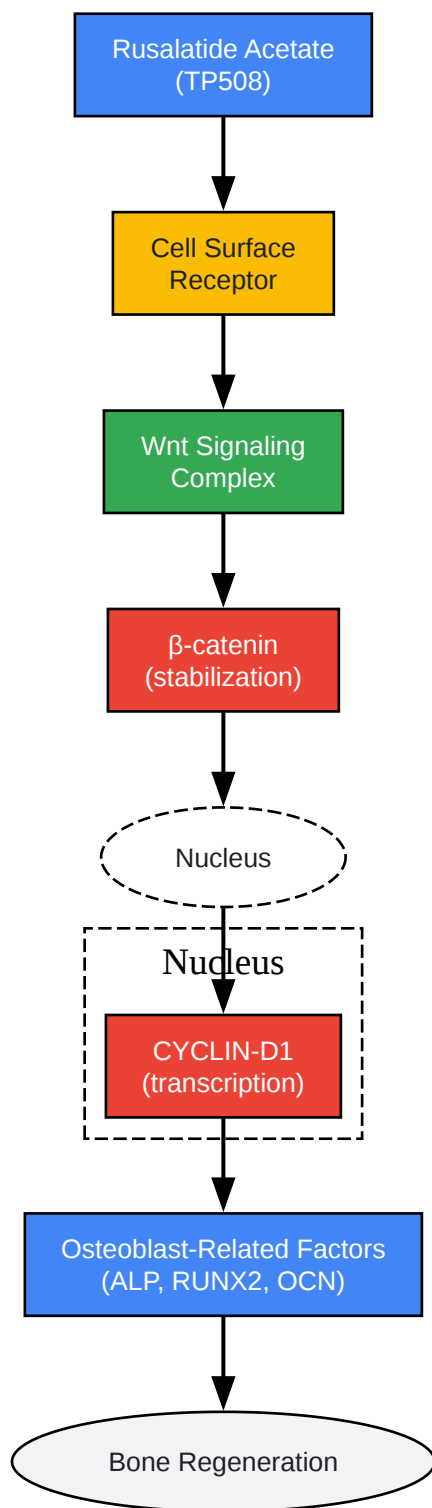 Rusalatide Acetate
(TP508)
Cell Surface
Receptor
Wnt Signaling
Complex
β-catenin
(stabilization)
Nucleus
Nucleus
CYCLIN-D1
(transcription)
Osteoblast-Related Factors
(ALP, RUNX2, OCN)
Bone Regeneration